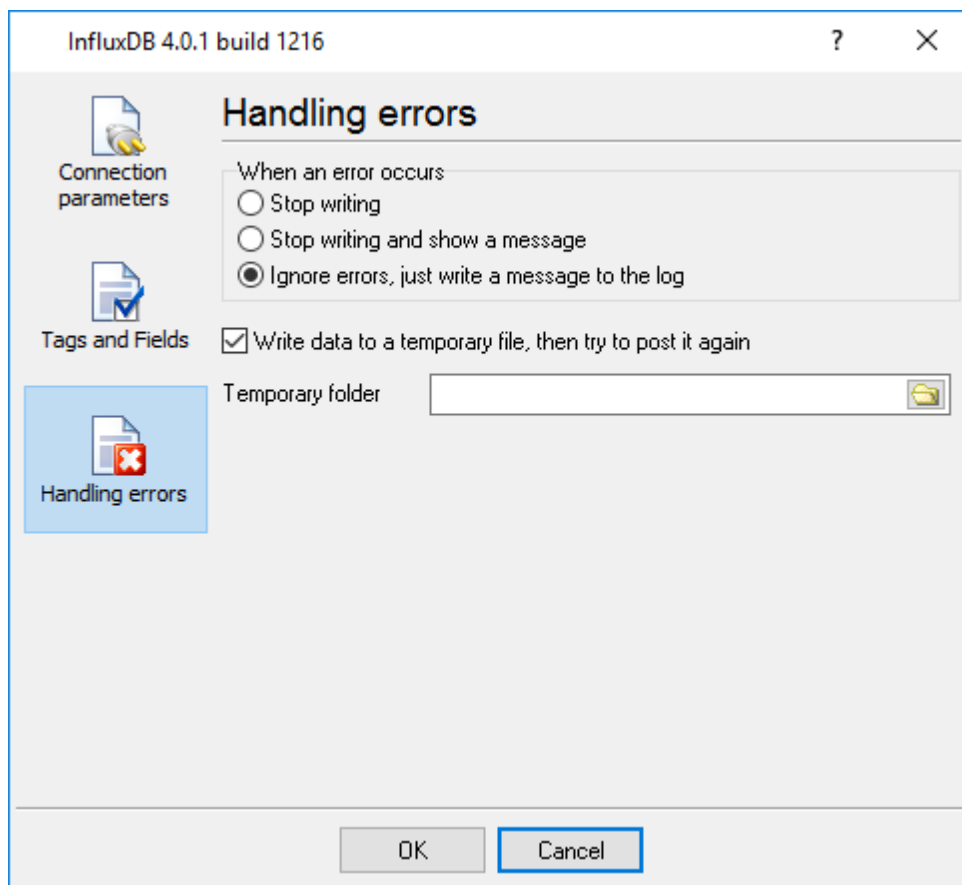 InfluxDB 4.0.1 build 1216
?
Connection
parameters
Tags and Fields
Handling errors
Handling errors
When an error occurs
Stop writing
Stop writing and show a message
Ignore errors, just write a message to the log
Write data to a temporary file, then try to post it again
Temporary folder
OK
Cancel